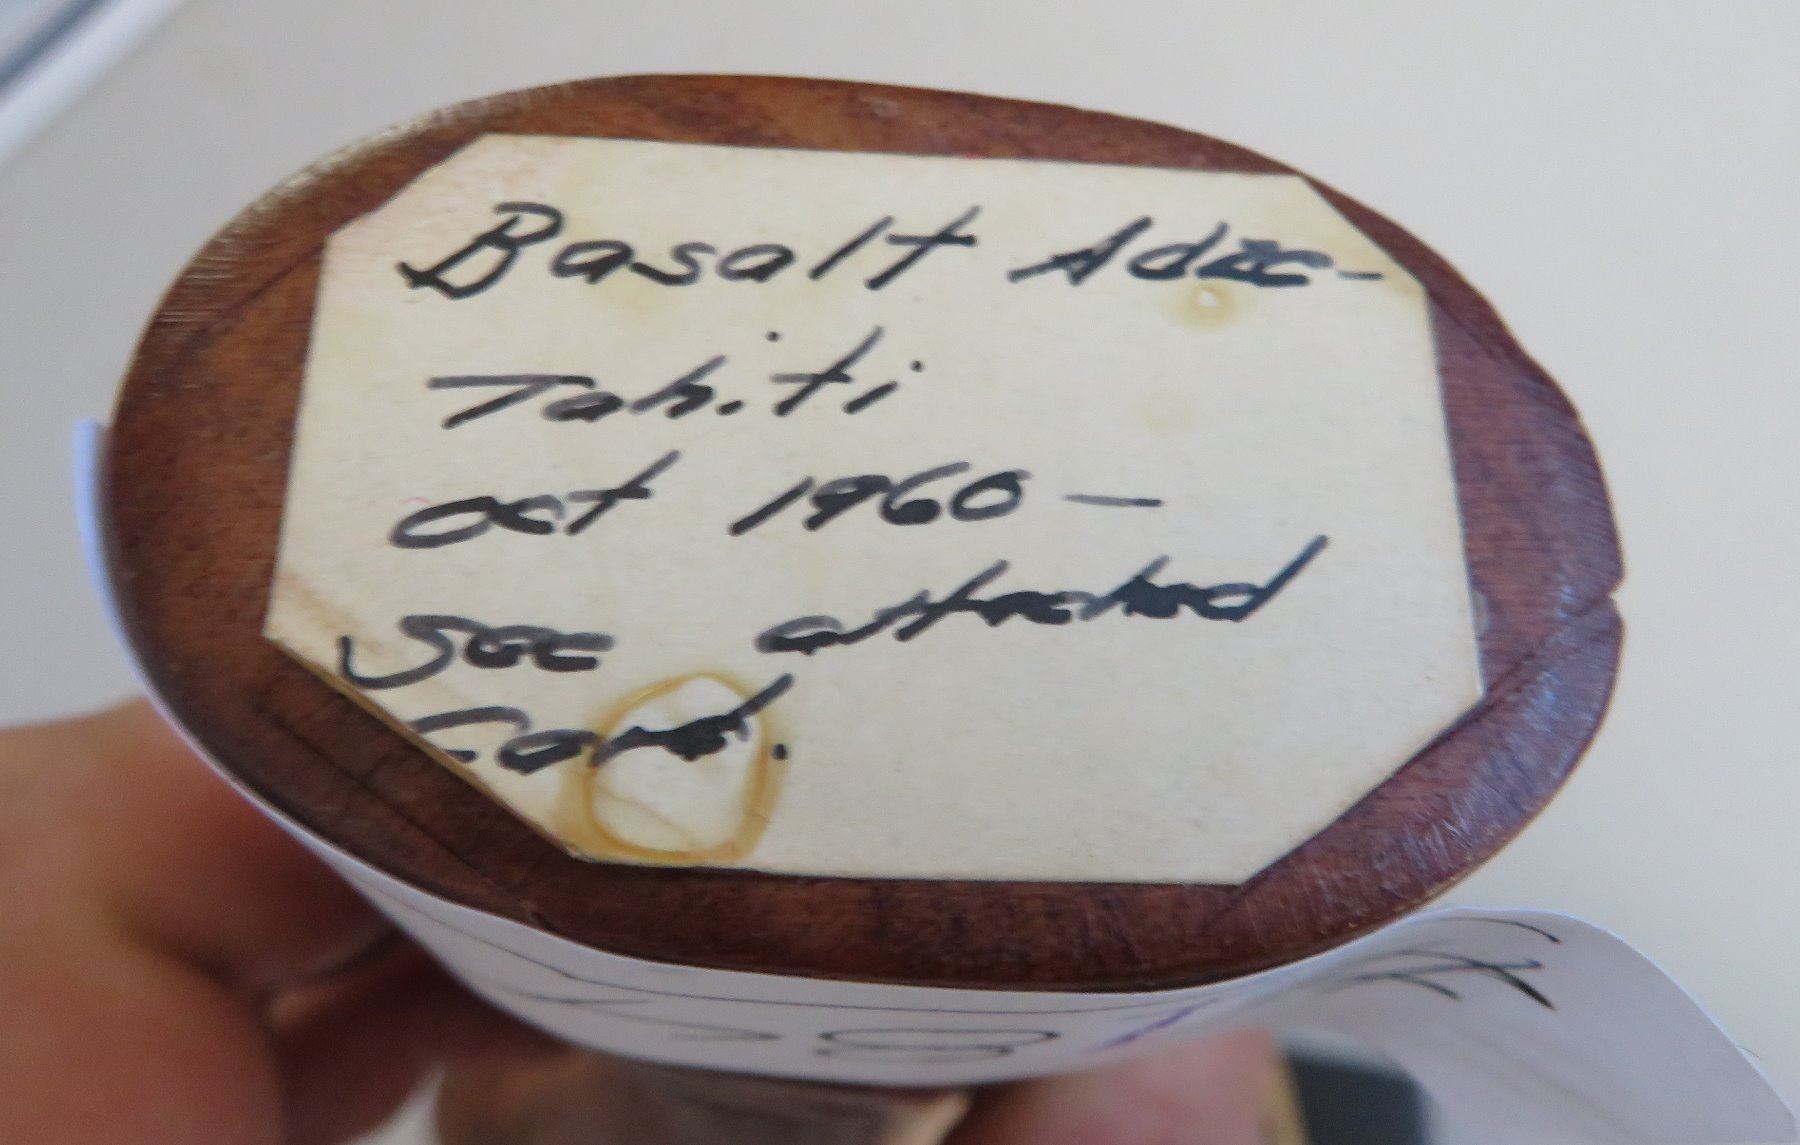 Basalt Adze-
Tahiti
oct 1960 -
See attached
Card.